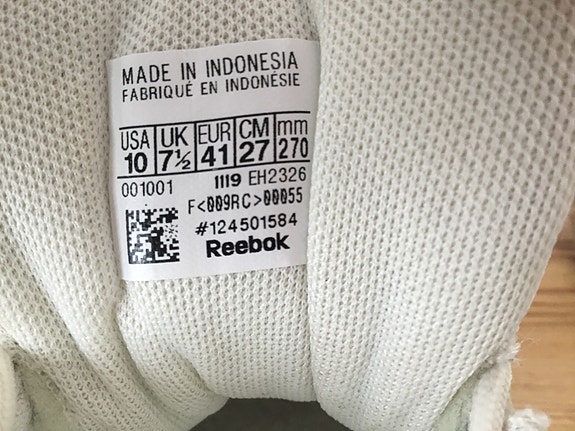 MADE IN INDONESIA
FABRIQUÉ EN INDONÉSIE
USA UK EUR CM mm
10 7½ 41 27 270
001001 1119 EH2326
F<009RC>00055
#124501584
Reebok